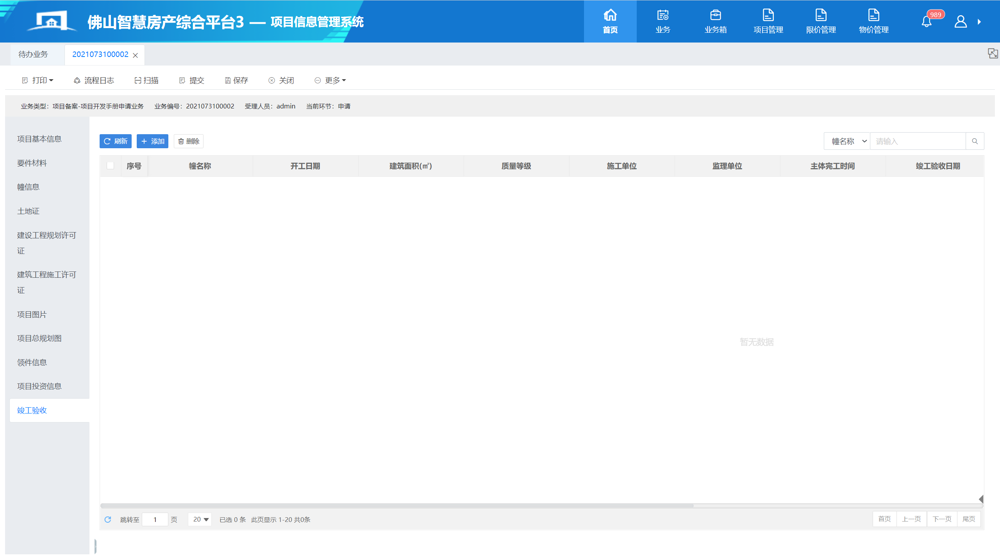 佛山智慧房产综合平台3 — 项目信息管理系统
首页 业务 业务箱 项目管理 限价管理 物价管理 989
待办业务 2021073100002
打印 流程日志 扫描 提交 保存 关闭 更多
业务类型：项目备案-项目开发手册申请业务 业务编号：2021073100002 受理人员：admin 当前环节：申请
项目基本信息
要件材料
幢信息
土地证
建设工程规划许可
证
建筑工程施工许可
证
项目图片
项目总规划图
领件信息
项目投资信息
竣工验收
刷新 添加 删除 幢名称 请输入
序号 幢名称 开工日期 建筑面积(㎡) 质量等级 施工单位 监理单位 主体完工时间 竣工验收日期
暂无数据
跳转至 1 页 20 已选 0 条 此页显示 1-20 共0条 首页 上一页 下一页 尾页